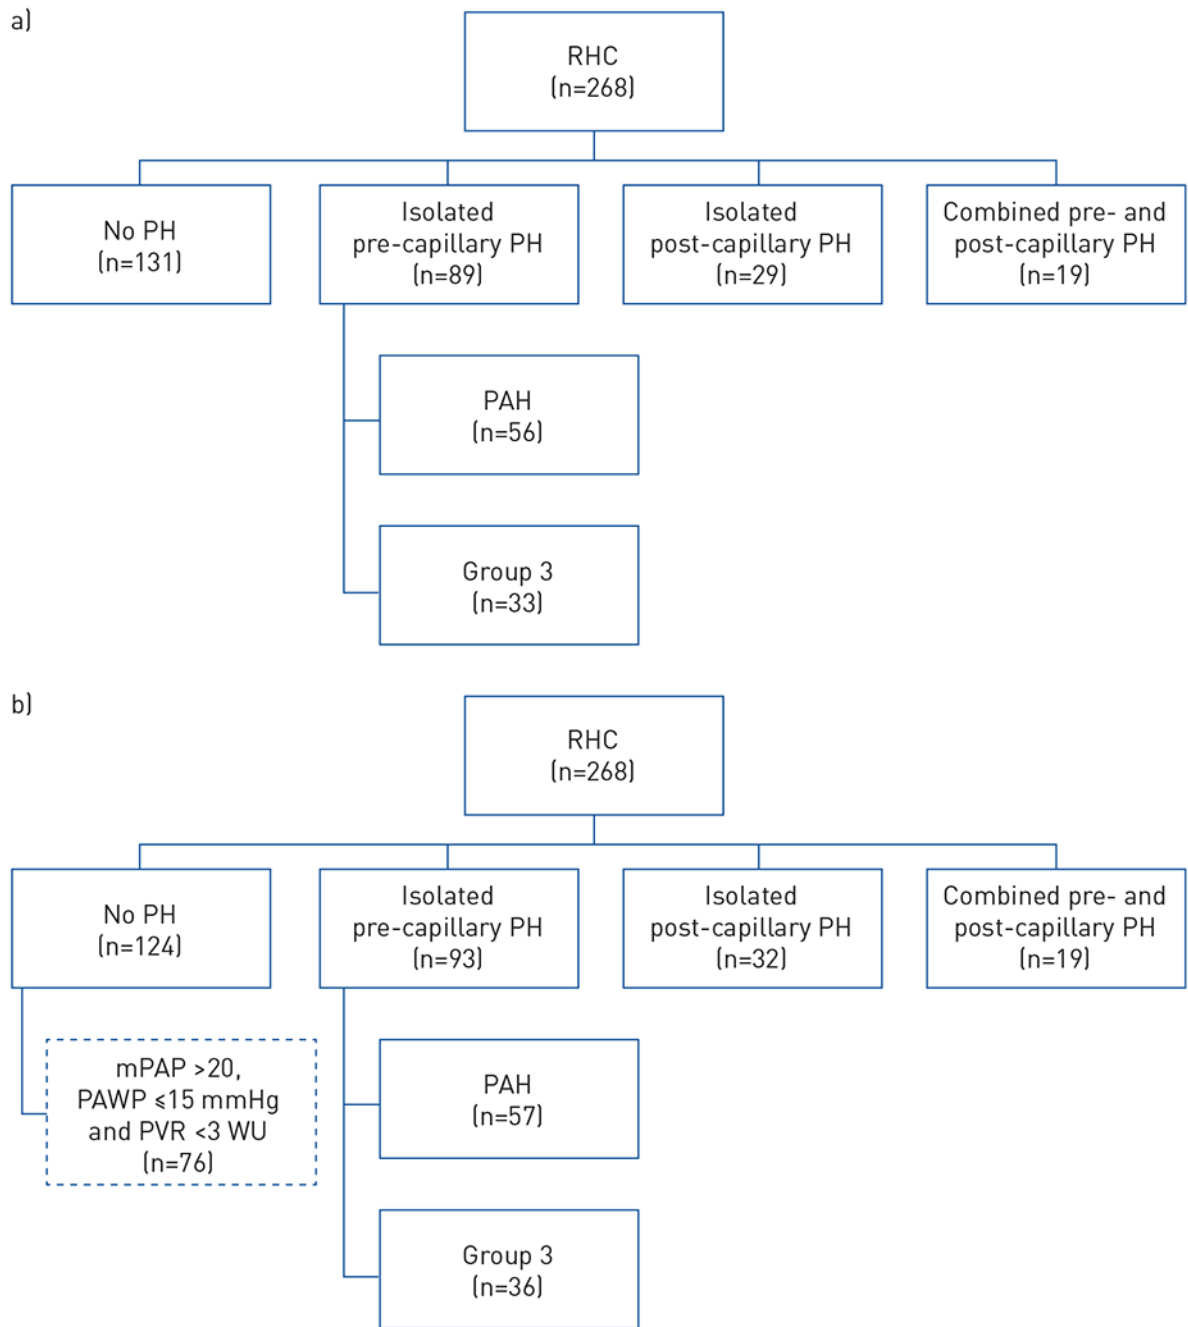 a)
RHC
(n=268)
No PH
(n=131)
Isolated
pre-capillary PH
(n=89)
Isolated
post-capillary PH
(n=29)
Combined pre- and
post-capillary PH
(n=19)
PAH
(n=56)
Group 3
(n=33)
b)
RHC
(n=268)
No PH
(n=124)
Isolated
pre-capillary PH
(n=93)
Isolated
post-capillary PH
(n=32)
Combined pre- and
post-capillary PH
(n=19)
mPAP >20,
PAWP ⩽15 mmHg
and PVR <3 WU
(n=76)
PAH
(n=57)
Group 3
(n=36)